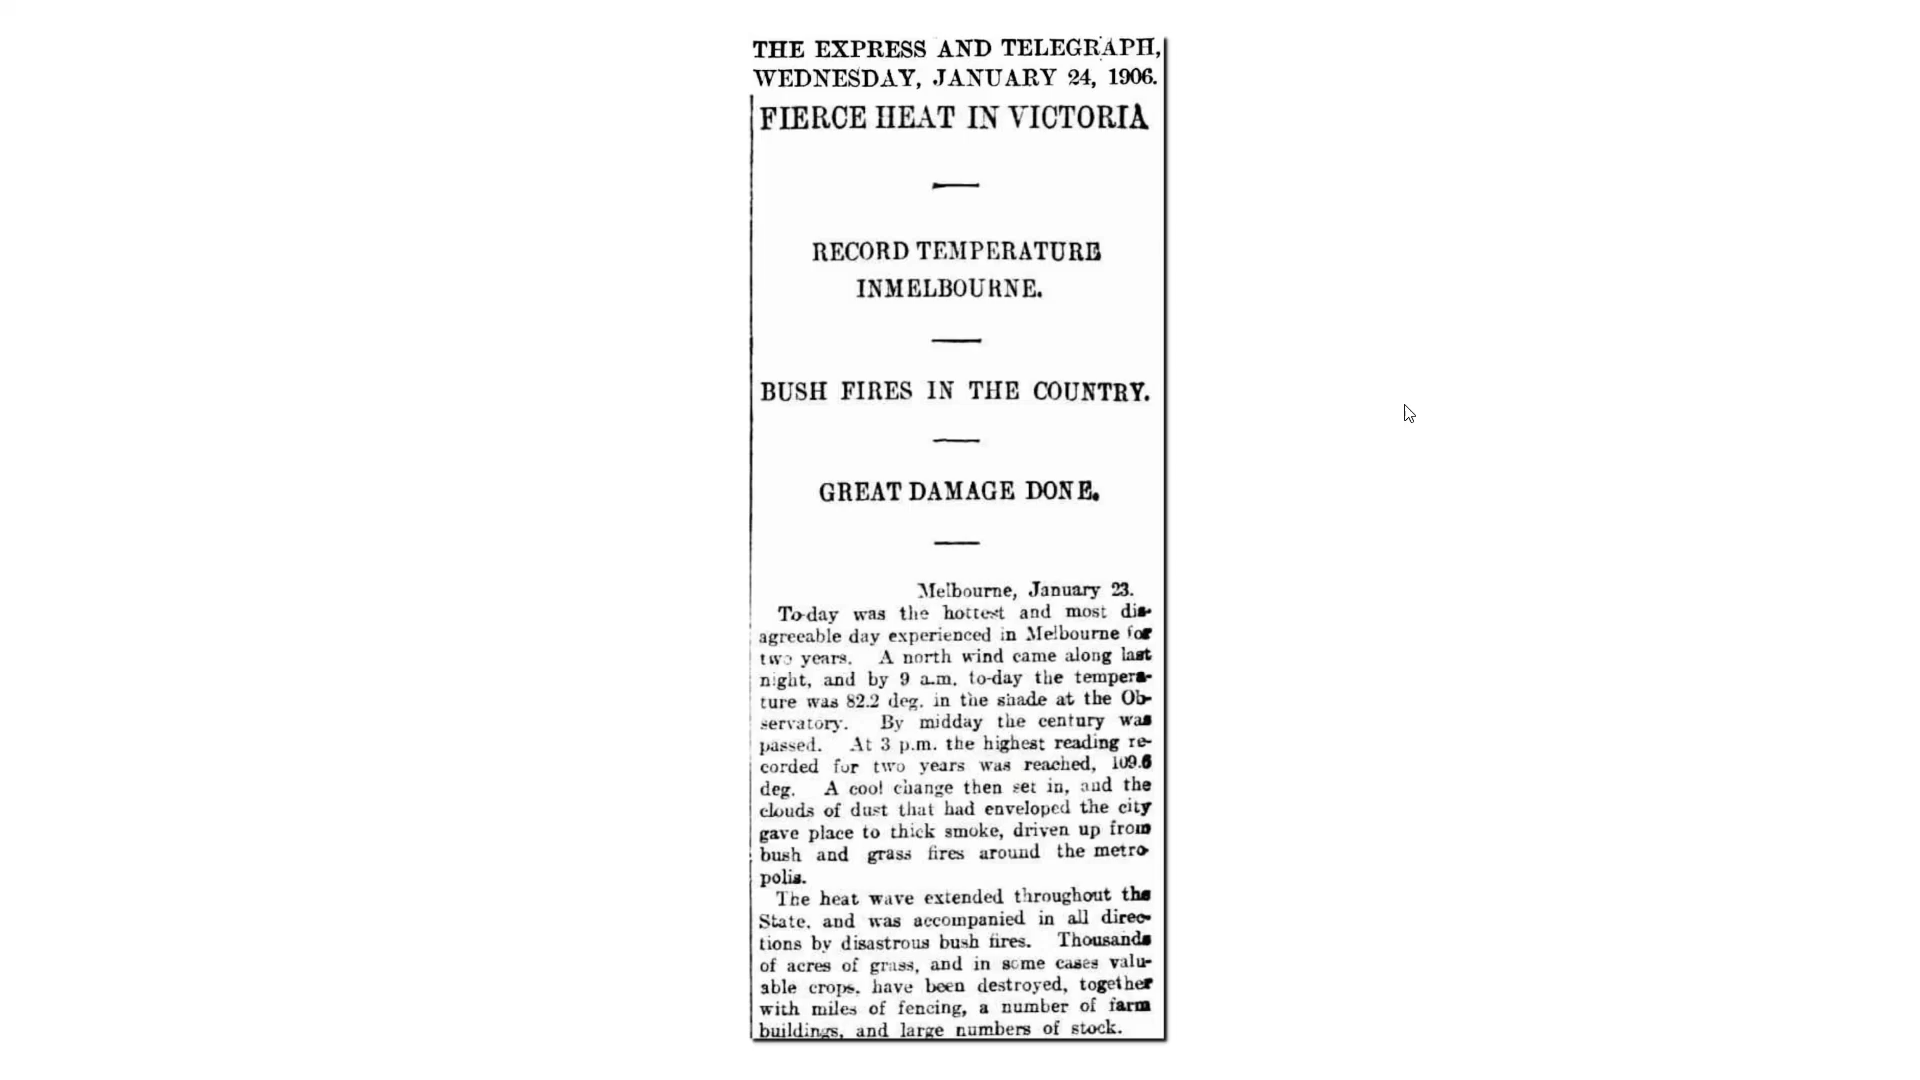 THE EXPRESS AND TELEGRAPH,
WEDNESDAY, JANUARY 24, 1906.
FIERCE HEAT IN VICTORIA
RECORD TEMPERATURE
INMELBOURNE.
BUSH FIRES IN THE COUNTRY.
GREAT DAMAGE DONE.
Melbourne, January 23.
To-day was the hottest and most dis-
agreeable day experienced in Melbourne for
two years. A north wind came along last
night, and by 9 a.m. to-day the tempera-
ture was 82.2 deg. in the shade at the Ob-
servatory. By midday the century was
passed. At 3 p.m. the highest reading re-
corded for two years was reached, 109.6
deg. A cool change then set in, and the
clouds of dust that had enveloped the city
gave place to thick smoke, driven up from
bush and grass fires around the metro-
polis.
The heat wave extended throughout the
State, and was accompanied in all direc-
tions by disastrous bush fires. Thousands
of acres of grass, and in some cases valu-
able crops, have been destroyed, together
with miles of fencing, a number of farm
buildings, and large numbers of stock.